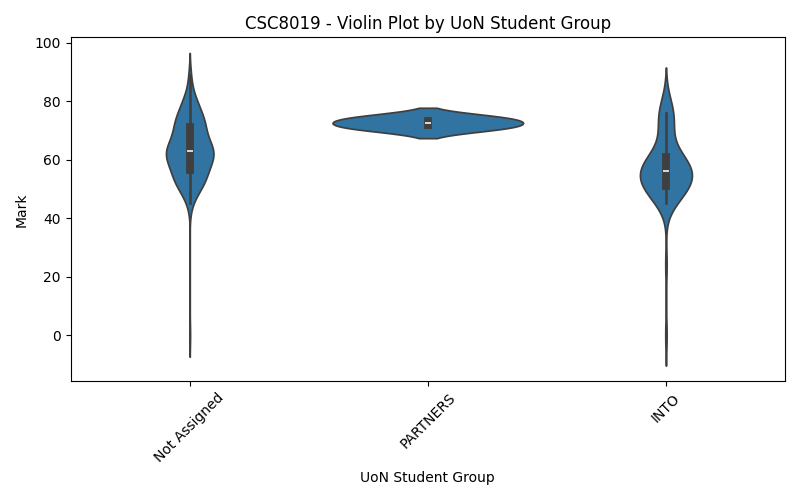 CSC8019 - Violin Plot by UoN Student Group
100
80
60
40
20
0
Mark
Not Assigned
PARTNERS
INTO
UoN Student Group